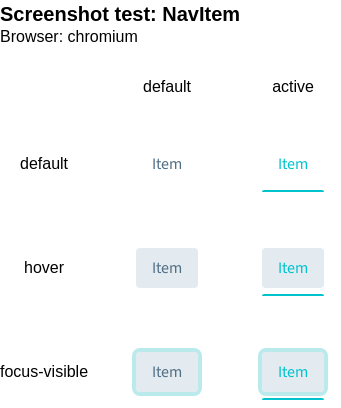 Screenshot test: NavItem
Browser: chromium
default active
default Item Item
hover Item Item
focus-visible Item Item